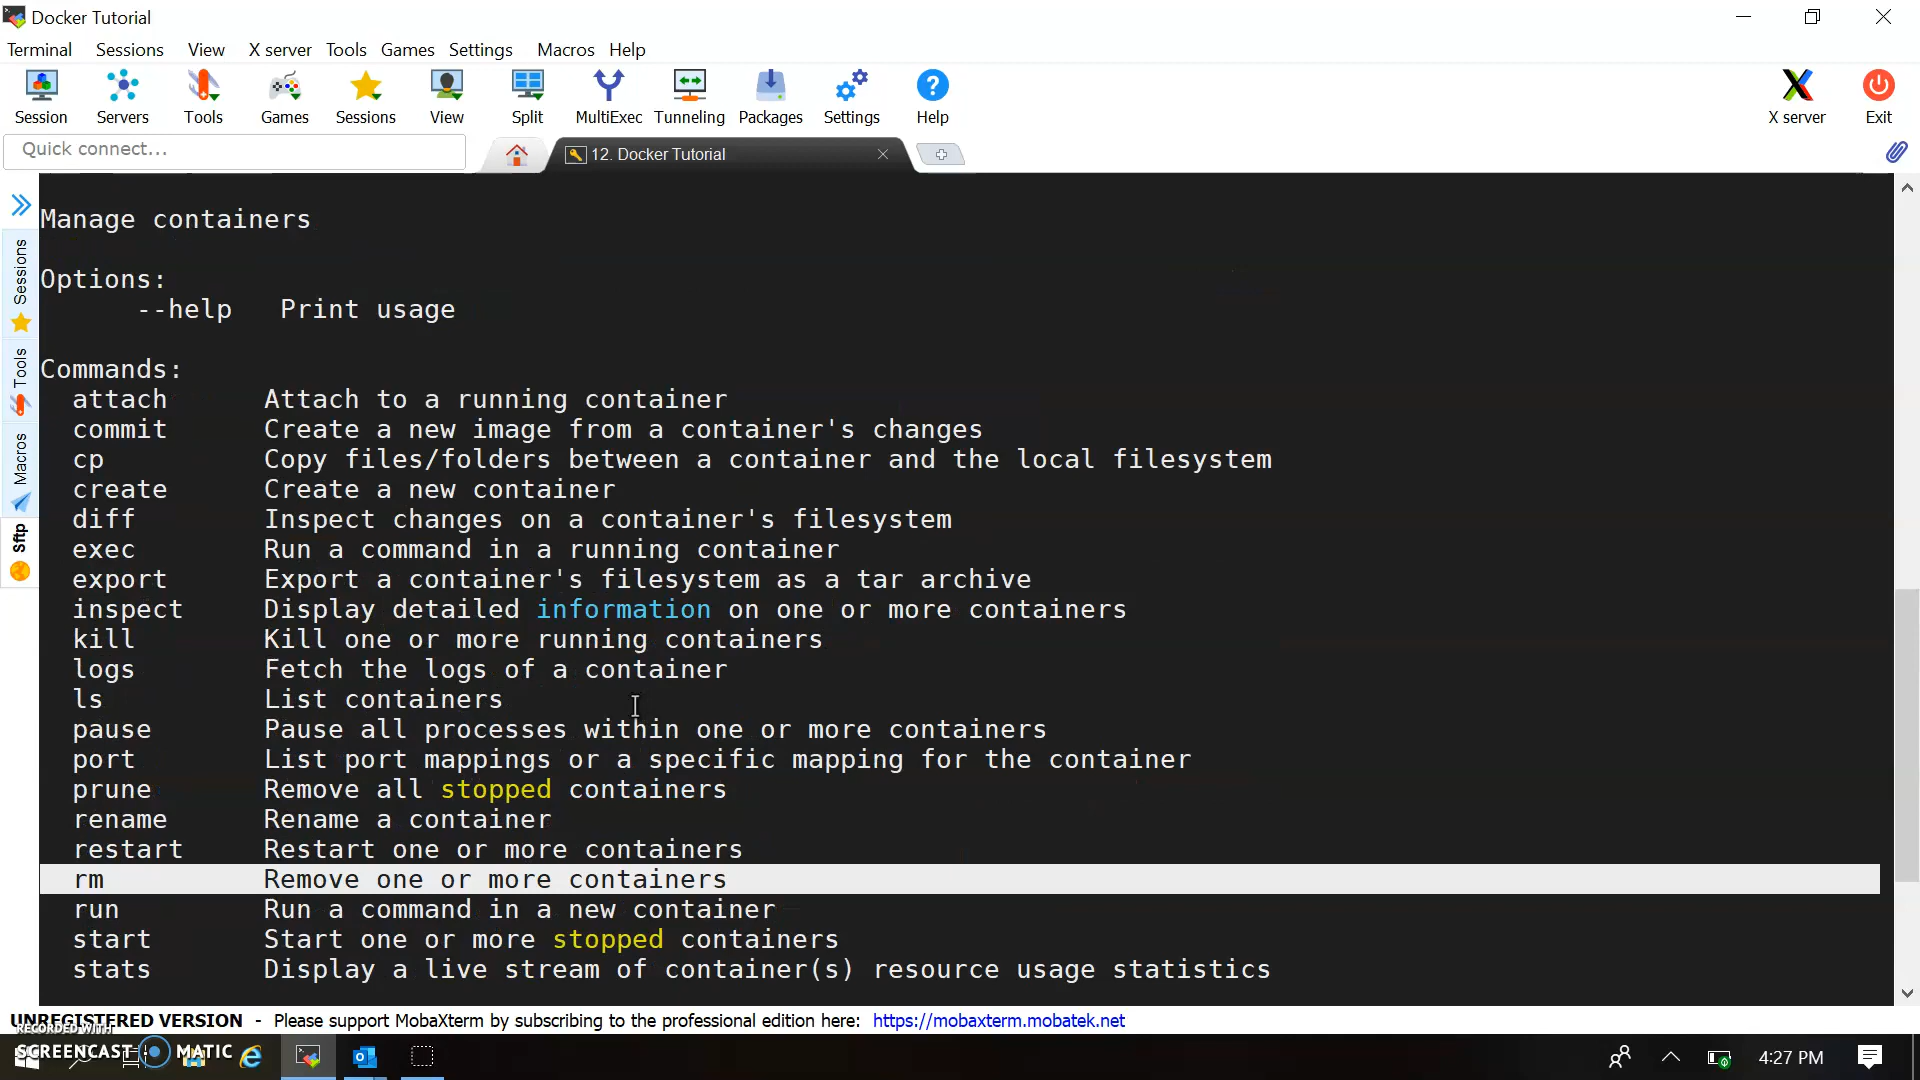 Docker Tutorial
Terminal Sessions View X server Tools Games Settings Macros Help
Session Servers Tools Games Sessions View Split MultiExec Tunneling Packages Settings Help X server Exit
Quick connect...
12. Docker Tutorial
Sessions
Tools
Macros
Sftp
Manage containers
Options:
--help Print usage
Commands:
attach Attach to a running container
commit Create a new image from a container's changes
cp Copy files/folders between a container and the local filesystem
create Create a new container
diff Inspect changes on a container's filesystem
exec Run a command in a running container
export Export a container's filesystem as a tar archive
inspect Display detailed information on one or more containers
kill Kill one or more running containers
logs Fetch the logs of a container
ls List containers
pause Pause all processes within one or more containers
port List port mappings or a specific mapping for the container
prune Remove all stopped containers
rename Rename a container
restart Restart one or more containers
rm Remove one or more containers
run Run a command in a new container
start Start one or more stopped containers
stats Display a live stream of container(s) resource usage statistics
UNREGISTERED VERSION - Please support MobaXterm by subscribing to the professional edition here: https://mobaxterm.mobatek.net
RECORDED WITH
SCREENCAST MATIC
4:27 PM